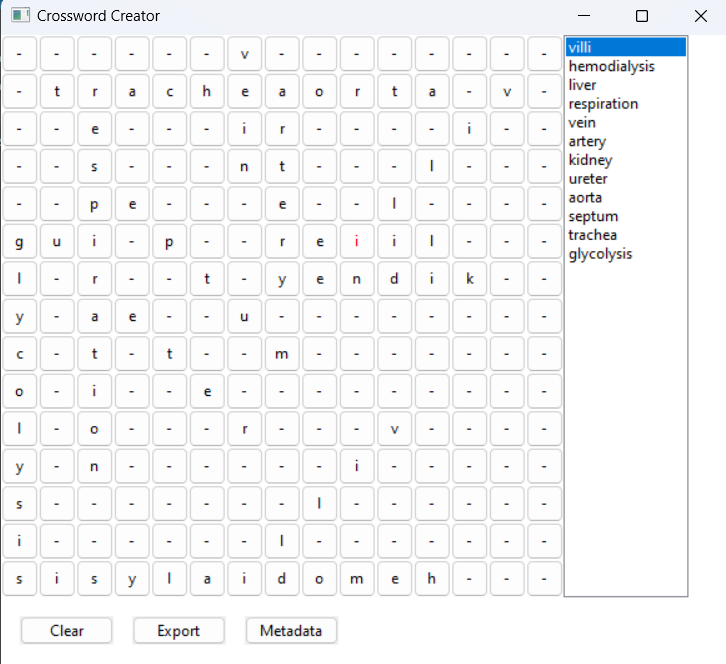 Crossword Creator
- - - - - - v - - - - - - - -
- t r a c h e a o r t a - v -
- - e - - - i r - - - - i - -
- - s - - - n t - - - l - - -
- - p e - - - e - - l - - - -
g u i - p - - r e i i l - - -
l - r - - t - y e n d i k - -
y - a e - - u - - - - - - - -
c - t - t - - m - - - - - - -
o - i - - e - - - - - - - - -
l - o - - - r - - - v - - - -
y - n - - - - - - i - - - - -
s - - - - - - - l - - - - - -
i - - - - - - l - - - - - - -
s i s y l a i d o m e h - - -
villi
hemodialysis
liver
respiration
vein
artery
kidney
ureter
aorta
septum
trachea
glycolysis
Clear Export Metadata